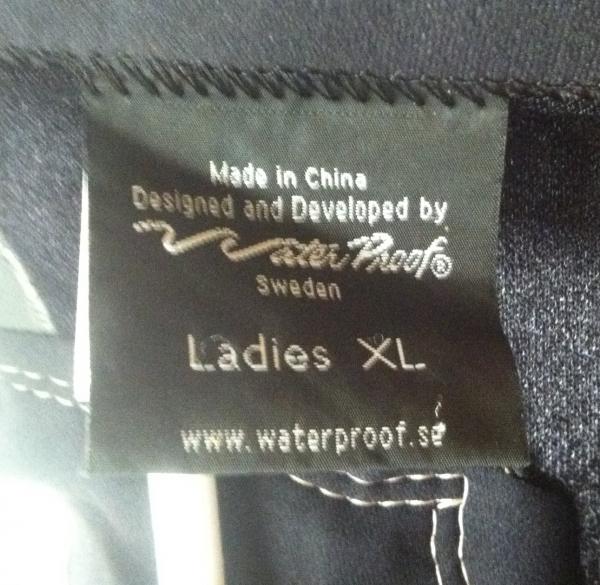 Made in China
Designed and Developed by
WaterProof®
Sweden
Ladies XL
www.waterproof.se